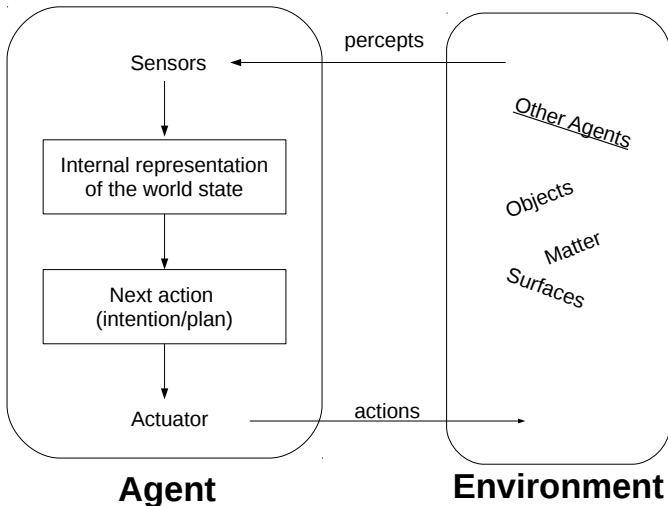 percepts
Sensors
Other Agents
Internal representation
of the world state
Objects
Matter
Surfaces
Next action
(intention/plan)
Actuator
actions
Agent
Environment